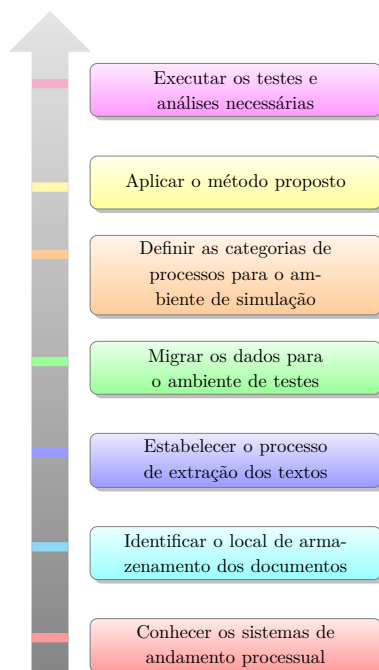 Executar os testes e
análises necessárias
Aplicar o método proposto
Definir as categorias de
processos para o am-
biente de simulação
Migrar os dados para
o ambiente de testes
Estabelecer o processo
de extração dos textos
Identificar o local de arma-
zenamento dos documentos
Conhecer os sistemas de
andamento processual